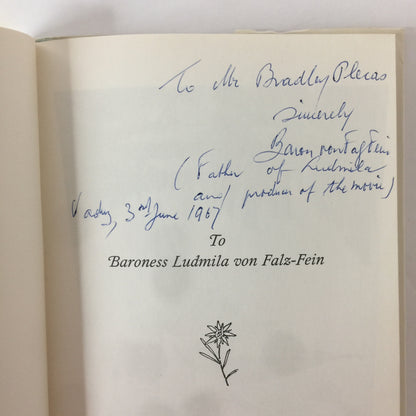 To Mr Bradley Plecas
Sincerely
Baron von Falz Fein
(Father of Ludmila
and producer of the movie)
Vaduz, 3rd June 1967
To
Baroness Ludmila von Falz-Fein